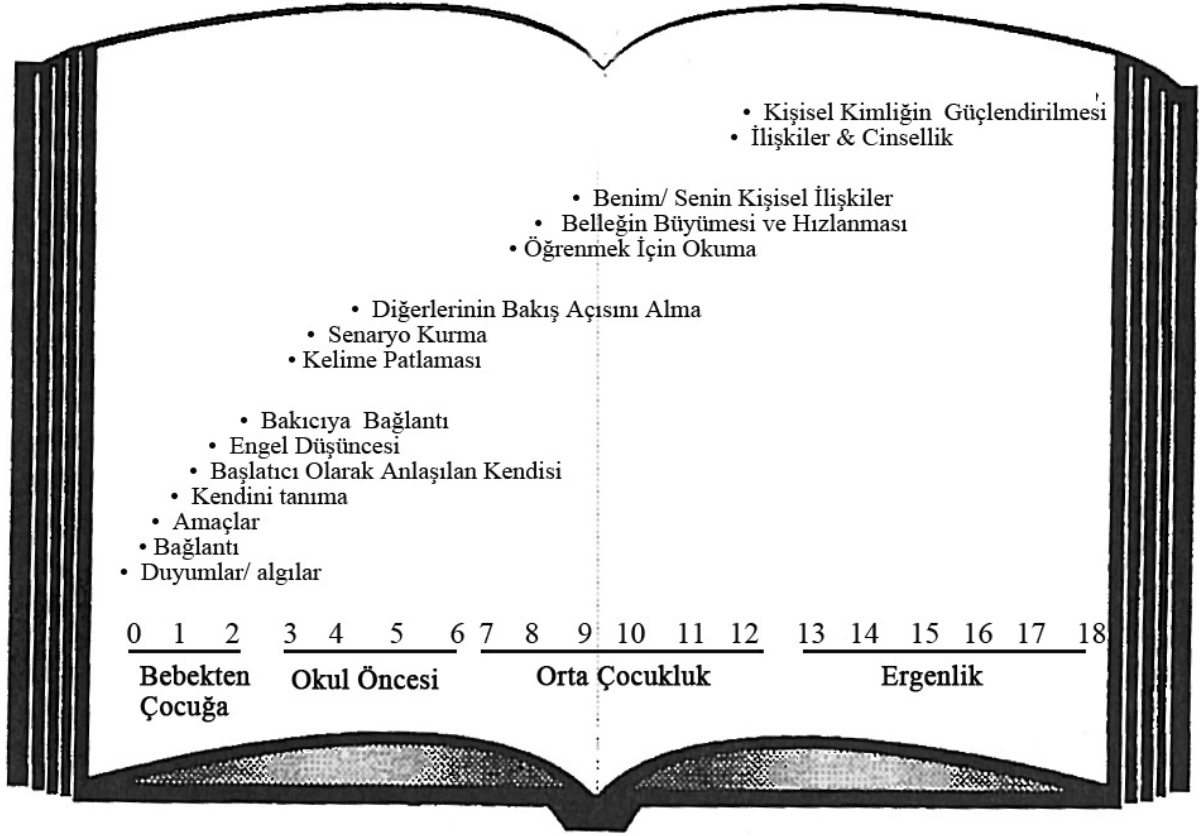 • Kişisel Kimliğin Güçlendirilmesi
• İlişkiler & Cinsellik
• Benim/ Senin Kişisel İlişkiler
• Belleğin Büyümesi ve Hızlanması
• Öğrenmek İçin Okuma
• Diğerlerinin Bakış Açısını Alma
• Senaryo Kurma
• Kelime Patlaması
• Bakıcıya Bağlantı
• Engel Düşüncesi
• Başlatıcı Olarak Anlaşılan Kendisi
• Kendini tanıma
• Amaçlar
• Bağlantı
• Duyumlar/ algılar
0 1 2 3 4 5 6 7 8 9 10 11 12 13 14 15 16 17 18
Bebekten Okul Öncesi Orta Çocukluk Ergenlik
Çocuğa